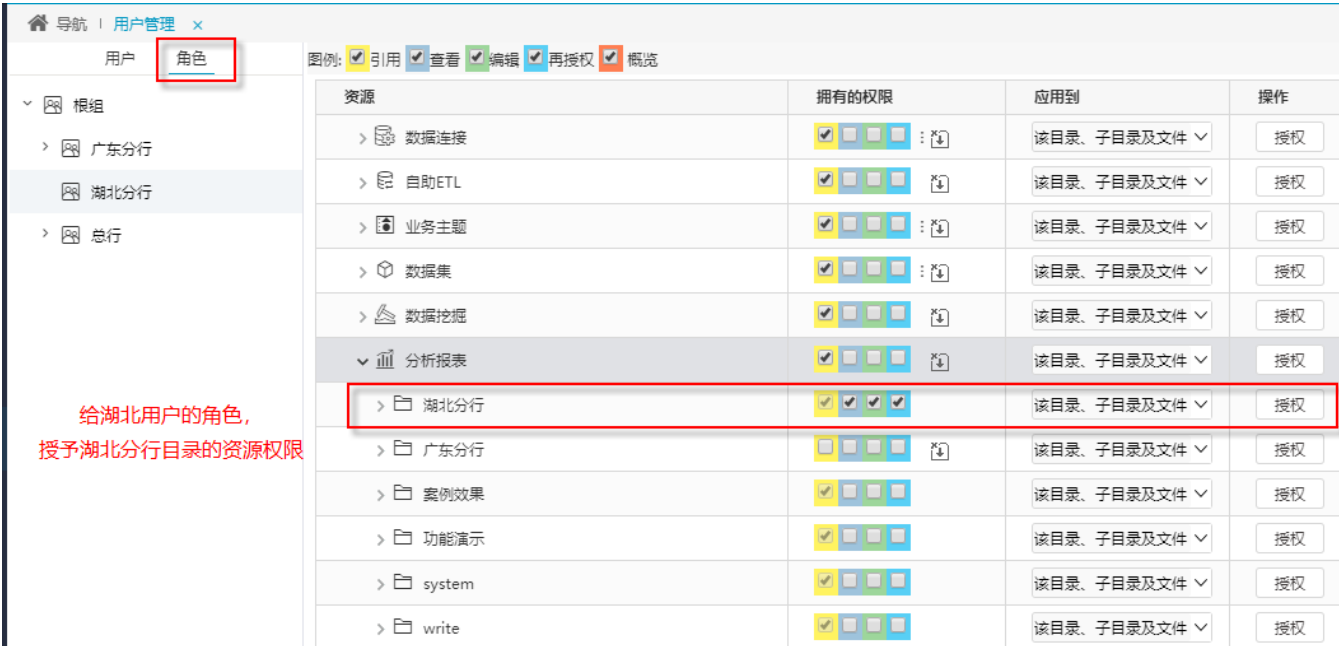 导航 用户管理 ×
用户 角色
图例: 引用 查看 编辑 再授权 概览
资源 拥有的权限 应用到 操作
根组
广东分行
湖北分行
总行
数据连接 该目录、子目录及文件 授权
自助ETL 该目录、子目录及文件 授权
业务主题 该目录、子目录及文件 授权
数据集 该目录、子目录及文件 授权
数据挖掘 该目录、子目录及文件 授权
分析报表 该目录、子目录及文件 授权
湖北分行 该目录、子目录及文件 授权
广东分行 该目录、子目录及文件 授权
案例效果 该目录、子目录及文件 授权
功能演示 该目录、子目录及文件 授权
system 该目录、子目录及文件 授权
write 该目录、子目录及文件 授权
给湖北用户的角色,
授予湖北分行目录的资源权限